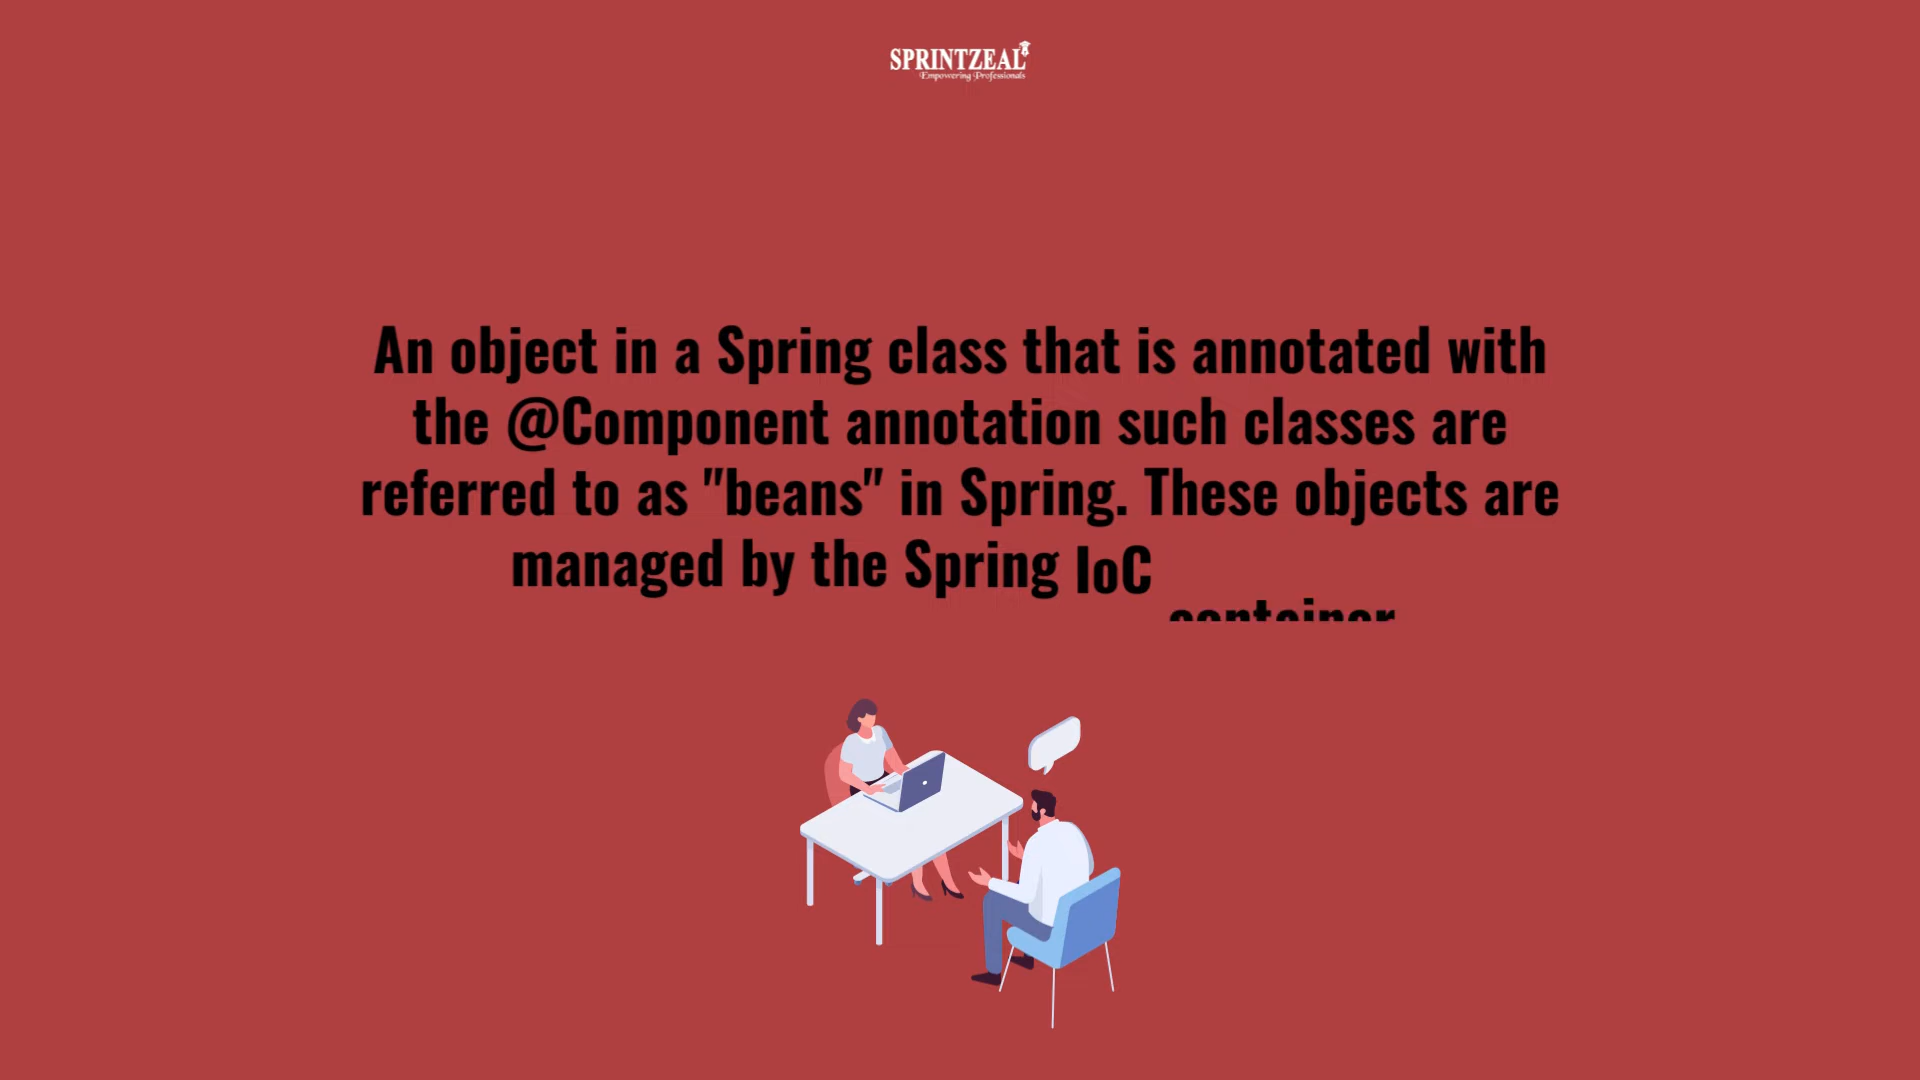 SPRINTZEAL
Empowering Professionals
An object in a Spring class that is annotated with
the @Component annotation such classes are
referred to as "beans" in Spring. These objects are
managed by the Spring IoC
container